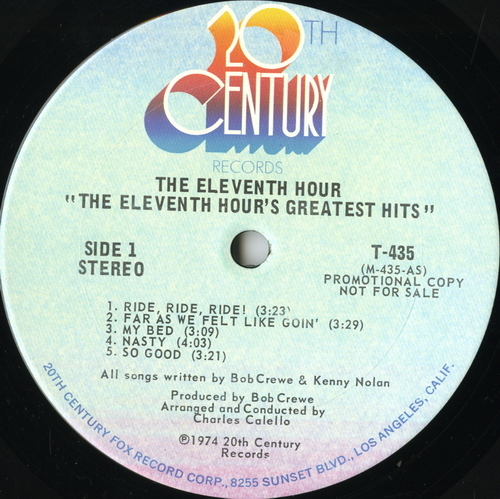 20TH
CENTURY
RECORDS
THE ELEVENTH HOUR
"THE ELEVENTH HOUR'S GREATEST HITS"
SIDE 1
STEREO
T-435
(M-435-AS)
PROMOTIONAL COPY
NOT FOR SALE
1. RIDE, RIDE, RIDE! (3:23)
2. FAR AS WE FELT LIKE GOIN' (3:29)
3. MY BED (3:09)
4. NASTY (4:03)
5. SO GOOD (3:21)
All songs written by Bob Crewe & Kenny Nolan
Produced by Bob Crewe
Arranged and Conducted by
Charles Calello
℗1974 20th Century
Records
20TH CENTURY FOX RECORD CORP., 8255 SUNSET BLVD., LOS ANGELES, CALIF.